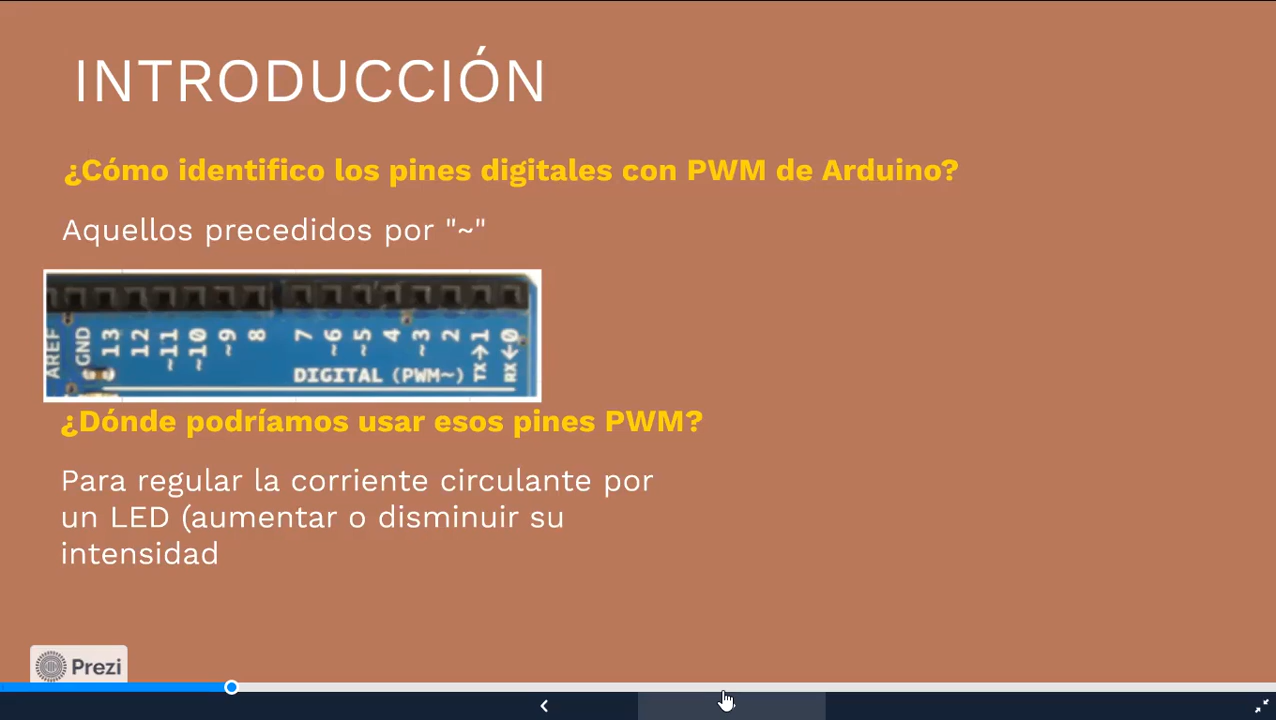 INTRODUCCIÓN
¿Cómo identifico los pines digitales con PWM de Arduino?
Aquellos precedidos por "~"
AREF GND 13 12 ~11 ~10 ~9 8 7 ~6 ~5 4 ~3 2 TX→1 RX←0
DIGITAL (PWM~)
¿Dónde podríamos usar esos pines PWM?
Para regular la corriente circulante por
un LED (aumentar o disminuir su
intensidad
Prezi